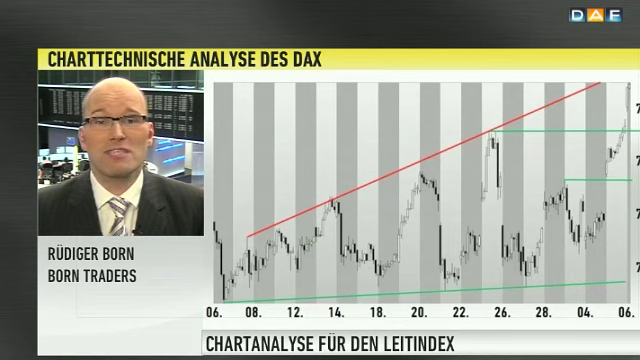 DAF
CHARTTECHNISCHE ANALYSE DES DAX
RÜDIGER BORN
BORN TRADERS
06. 08. 12. 14. 18. 20. 22. 26. 28. 04. 06.
CHARTANALYSE FÜR DEN LEITINDEX